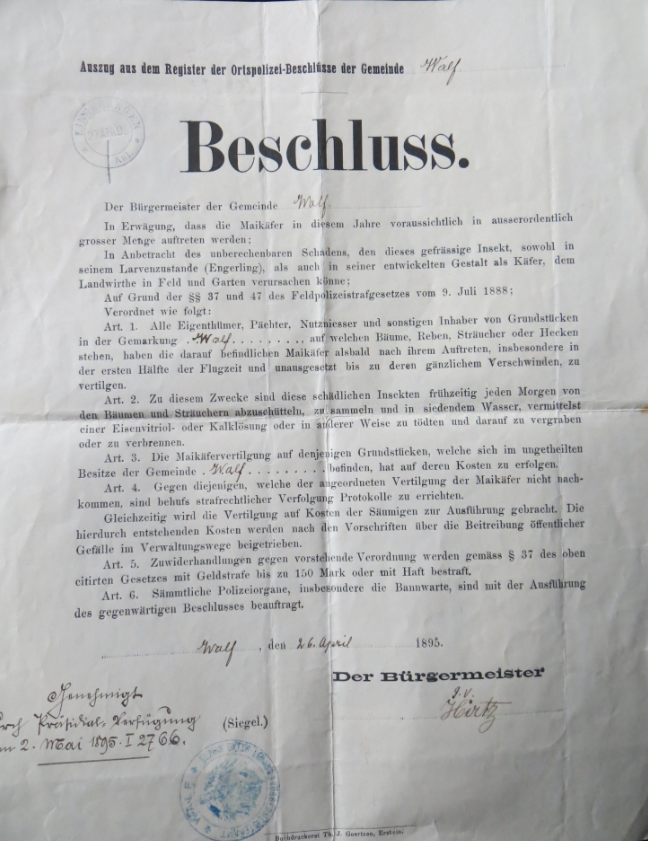 Auszug aus dem Register der Ortspolizei-Beschlüsse der Gemeinde Walf
Beschluss.
Der Bürgermeister der Gemeinde Walf
In Erwägung, dass die Maikäfer in diesem Jahre voraussichtlich in ausserordentlich
grosser Menge auftreten werden;
In Anbetracht des unberechenbaren Schadens, den dieses gefrässige Insekt, sowohl in
seinem Larvenzustande (Engerling), als auch in seiner entwickelten Gestalt als Käfer, dem
Landwirthe in Feld und Garten verursachen könne;
Auf Grund der §§ 37 und 47 des Feldpolizeistrafgesetzes vom 9. Juli 1888;
Verordnet wie folgt:
Art. 1. Alle Eigenthümer, Pächter, Nutzniesser und sonstigen Inhaber von Grundstücken
in der Gemarkung . Walf . . . . . . . ., auf welchen Bäume, Reben, Sträucher oder Hecken
stehen, haben die darauf befindlichen Maikäfer alsbald nach ihrem Auftreten, insbesondere in
der ersten Hälfte der Flugzeit und unausgesetzt bis zu deren gänzlichem Verschwinden, zu
vertilgen.
Art. 2. Zu diesem Zwecke sind diese schädlichen Insekten frühzeitig jeden Morgen von
den Bäumen und Sträuchern abzuschütteln, zu sammeln und in siedendem Wasser, vermittelst
einer Eisenvitriol- oder Kalklösung oder in anderer Weise zu tödten und darauf zu vergraben
oder zu verbrennen.
Art. 3. Die Maikäfervertilgung auf denjenigen Grundstücken, welche sich im ungetheilten
Besitze der Gemeinde . Walf . . . . . . . . befinden, hat auf deren Kosten zu erfolgen.
Art. 4. Gegen diejenigen, welche der angeordneten Vertilgung der Maikäfer nicht nach-
kommen, sind behufs strafrechtlicher Verfolgung Protokolle zu errichten.
Gleichzeitig wird die Vertilgung auf Kosten der Säumigen zur Ausführung gebracht. Die
hierdurch entstehenden Kosten werden nach den Vorschriften über die Beitreibung öffentlicher
Gefälle im Verwaltungswege beigetrieben.
Art. 5. Zuwiderhandlungen gegen vorstehende Verordnung werden gemäss § 37 des oben
citirten Gesetzes mit Geldstrafe bis zu 150 Mark oder mit Haft bestraft.
Art. 6. Sämmtliche Polizeiorgane, insbesondere die Bannwarte, sind mit der Ausführung
des gegenwärtigen Beschlusses beauftragt.
Walf , den 26. April 1895.
Der Bürgermeister
Hirtz
Genehmigt
Präsidial-Verfügung (Siegel.)
2. Mai 1895. I 2766.
Buchdruckerei Th. J. Erstein.